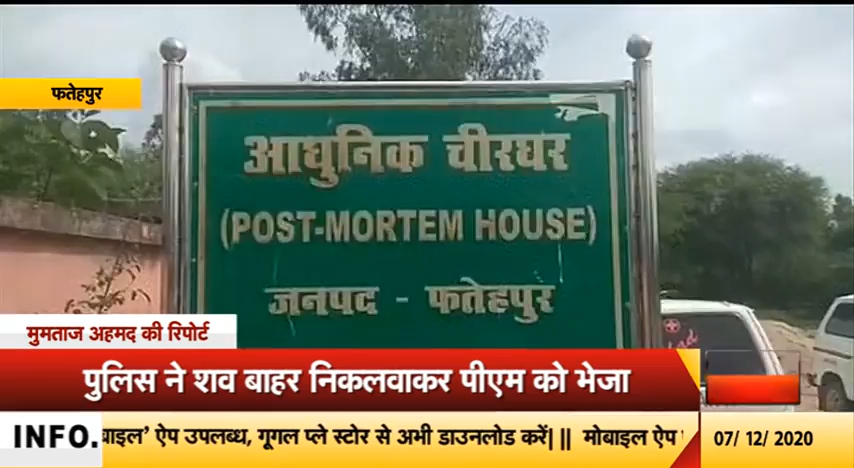 फतेहपुर
आधुनिक चीरघर
(POST-MORTEM HOUSE)
जनपद - फतेहपुर
मुमताज अहमद की रिपोर्ट
पुलिस ने शव बाहर निकलवाकर पीएम को भेजा
INFO. बाइल’ ऐप उपलब्ध, गूगल प्ले स्टोर से अभी डाउनलोड करें| || मोबाइल ऐप
07/ 12/ 2020